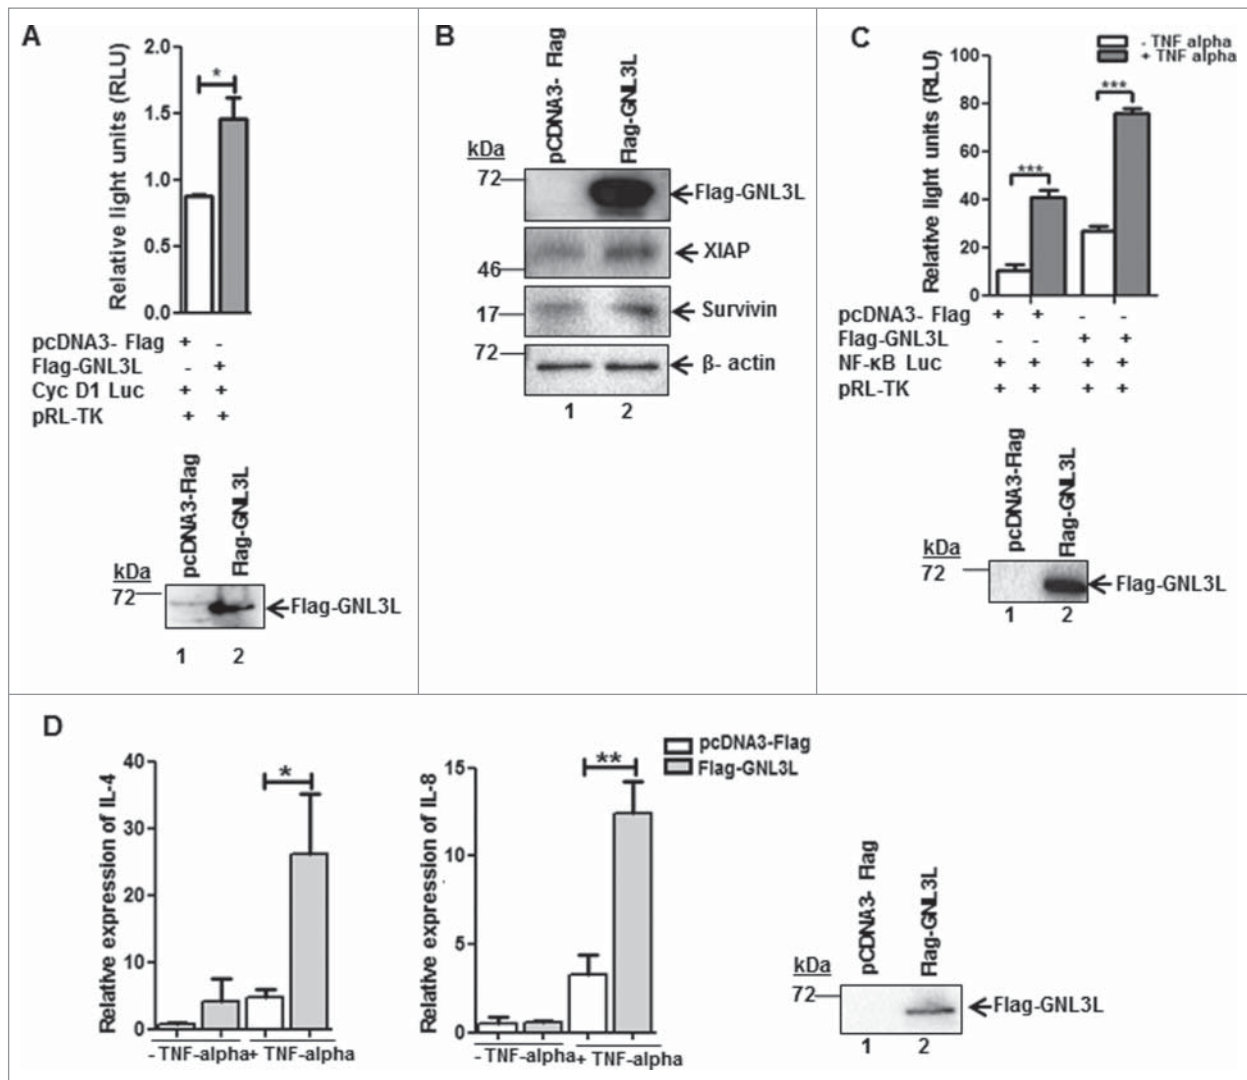 A
Relative light units (RLU)
2.0
1.5
1.0
0.5
0.0
*
pcDNA3- Flag + -
Flag-GNL3L - +
Cyc D1 Luc + +
pRL-TK + +
pcDNA3-Flag
Flag-GNL3L
kDa
72
Flag-GNL3L
1 2
B
pCDNA3- Flag
Flag-GNL3L
kDa
72
Flag-GNL3L
XIAP
46
17
Survivin
72
β- actin
1 2
C
- TNF alpha
+ TNF alpha
Relative light units (RLU)
100
80
60
40
20
0
***
***
pcDNA3- Flag + + - -
Flag-GNL3L - - + +
NF-κB Luc + + + +
pRL-TK + + + +
pcDNA3-Flag
Flag-GNL3L
kDa
72
Flag-GNL3L
1 2
D
Relative expression of IL-4
40
30
20
10
0
*
- TNF-alpha + TNF-alpha
Relative expression of IL-8
15
10
5
0
**
- TNF-alpha + TNF-alpha
pcDNA3-Flag
Flag-GNL3L
pCDNA3- Flag
Flag-GNL3L
kDa
72
Flag-GNL3L
1 2